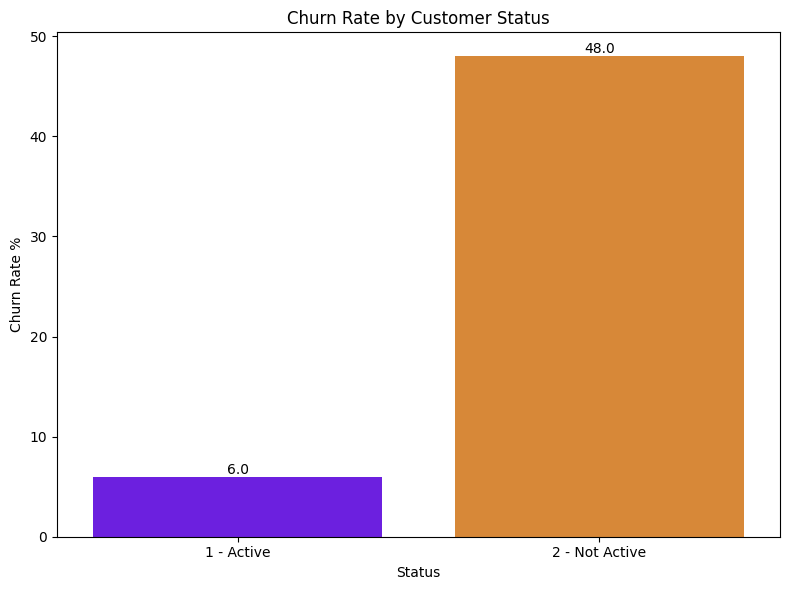 Churn Rate by Customer Status
50
48.0
40
30
20
10
6.0
0
Churn Rate %
1 - Active
2 - Not Active
Status